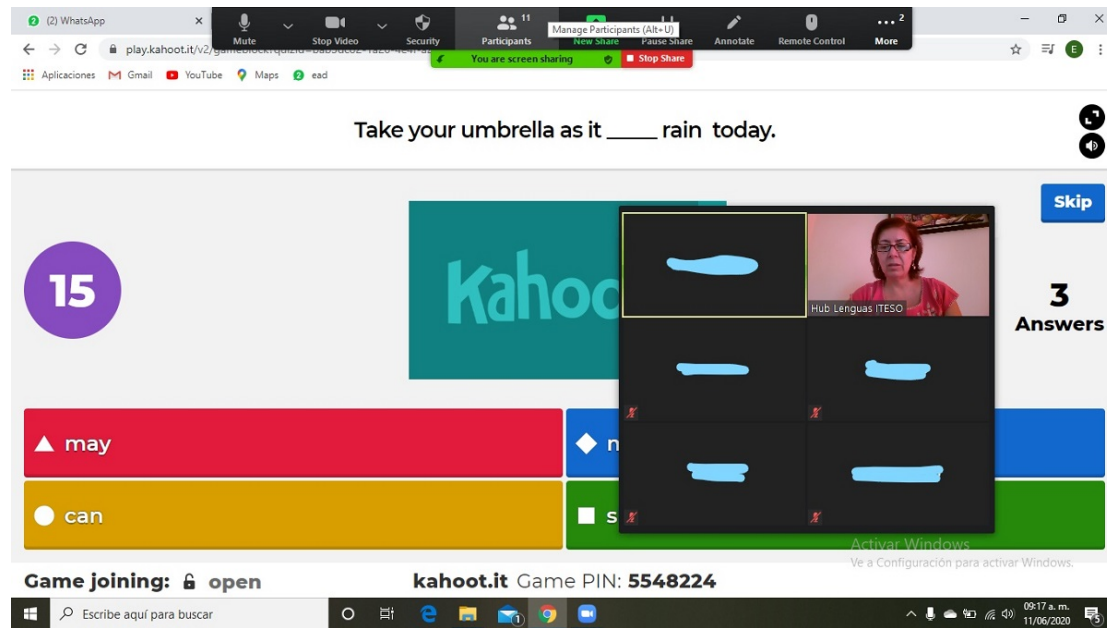 (2) WhatsApp
Mute
Stop Video
Security
Participants
11
Manage Participants (Alt+U)
New Share
Pause Share
Annotate
Remote Control
More
2
play.kahoot.it/v2/
You are screen sharing
Stop Share
Aplicaciones
Gmail
YouTube
Maps
ead
E
Take your umbrella as it _____ rain today.
Skip
15
Kahoo
3
Answers
Hub Lenguas ITESO
may
can
Activar Windows
Ve a Configuración para activar Windows.
Game joining: open
kahoot.it Game PIN: 5548224
Escribe aquí para buscar
09:17 a. m.
11/06/2020